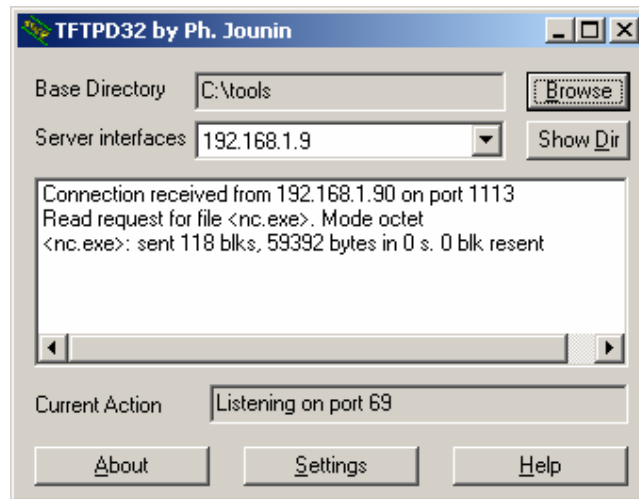 TFTPD32 by Ph. Jounin
Base Directory C:\tools Browse
Server interfaces 192.168.1.9 Show Dir
Connection received from 192.168.1.90 on port 1113
Read request for file <nc.exe>. Mode octet
<nc.exe>: sent 118 blks, 59392 bytes in 0 s. 0 blk resent
Current Action Listening on port 69
About Settings Help